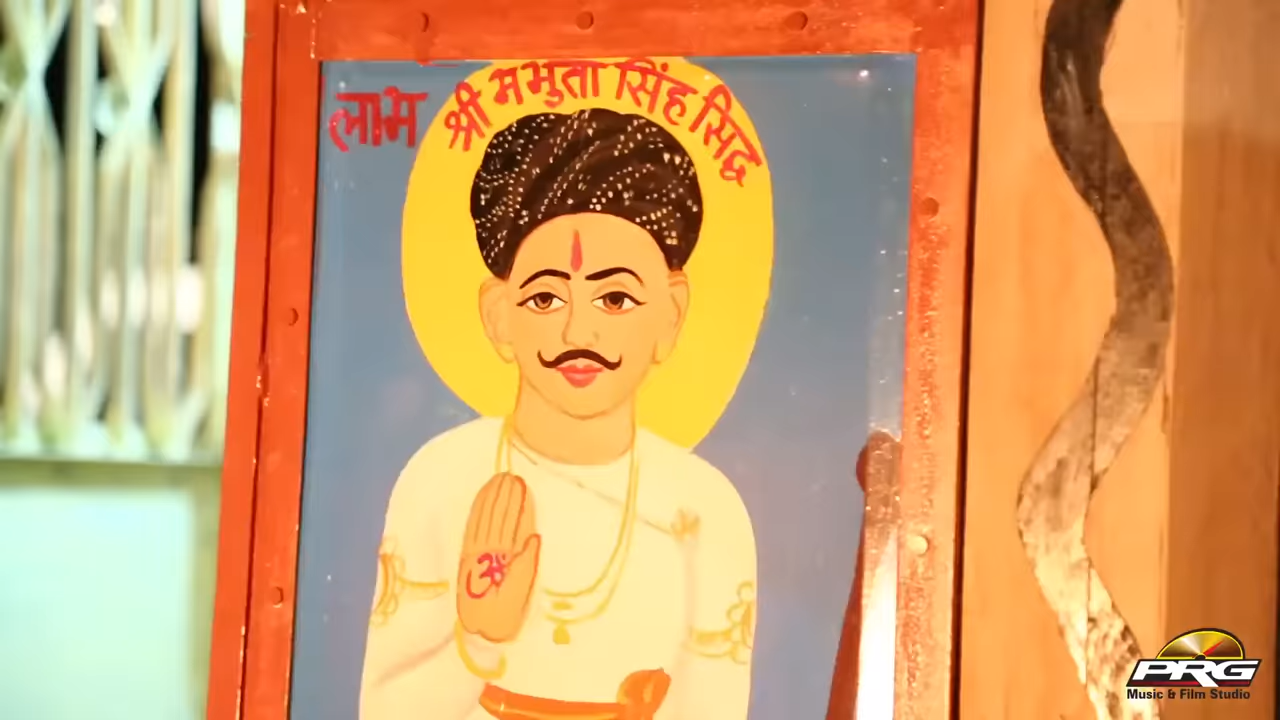 लाभ
श्री मभुता सिंह सिद्ध
ॐ
PRG
Music & Film Studio